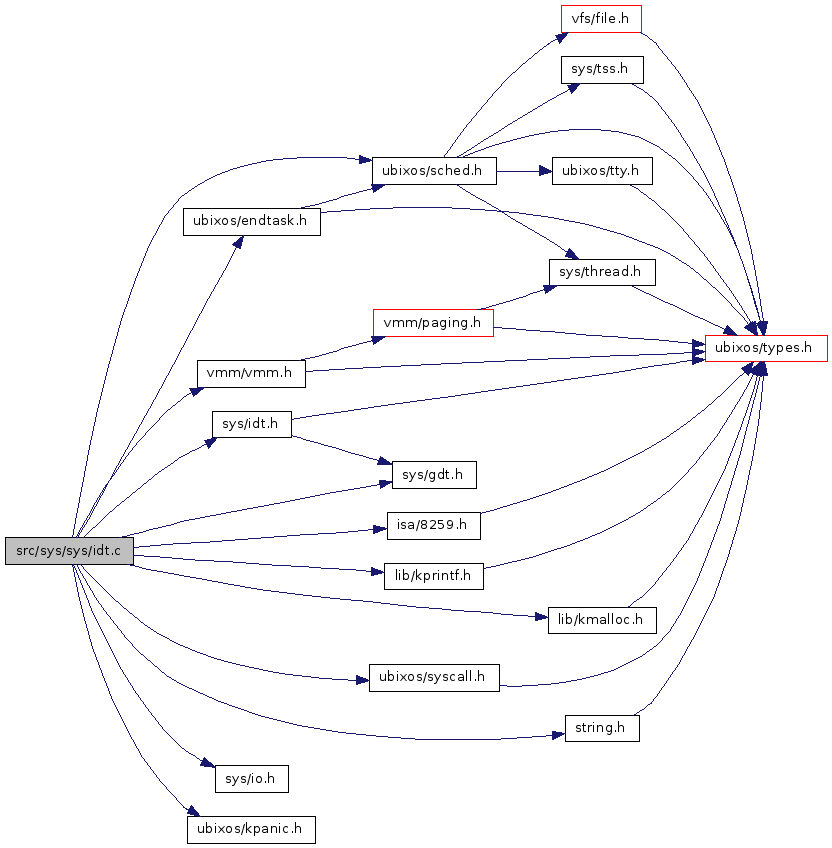 vfs/file.h
sys/tss.h
ubixos/sched.h
ubixos/tty.h
ubixos/endtask.h
sys/thread.h
vmm/paging.h
ubixos/types.h
vmm/vmm.h
sys/idt.h
sys/gdt.h
isa/8259.h
src/sys/sys/idt.c
lib/kprintf.h
lib/kmalloc.h
ubixos/syscall.h
string.h
sys/io.h
ubixos/kpanic.h